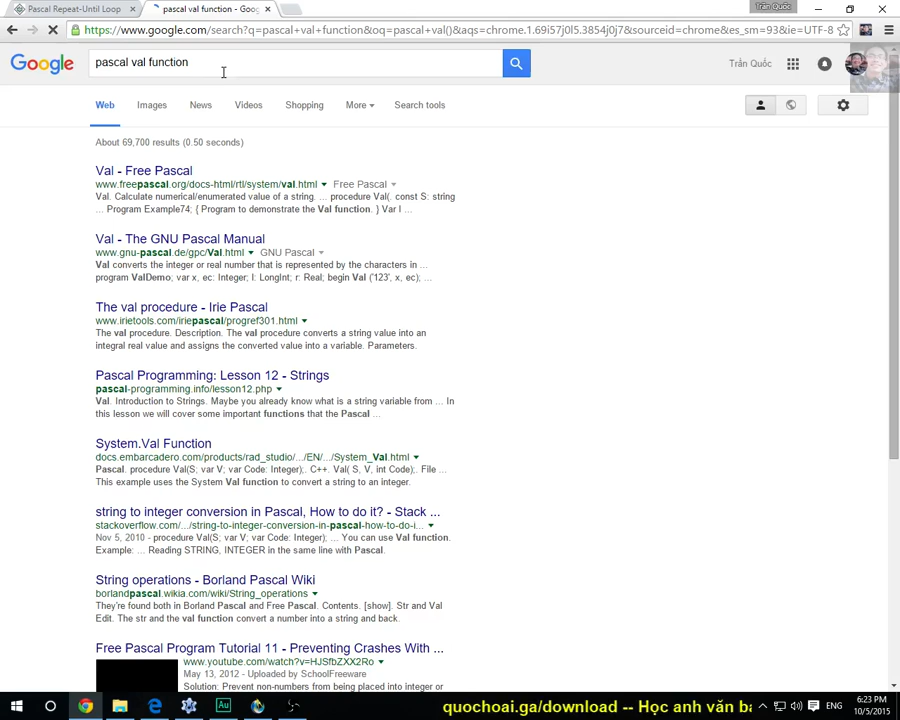 Pascal Repeat-Until Loop
pascal val function - Goo
Trần Quốc
https://www.google.com/search?q=pascal+val+function&oq=pascal+val()&aqs=chrome.1.69i57j0l5.3854j0j7&sourceid=chrome&es_sm=93&ie=UTF-8
Google
pascal val function
Trần Quốc
Web Images News Videos Shopping More Search tools
About 69,700 results (0.50 seconds)
Val - Free Pascal
www.freepascal.org/docs-html/rtl/system/val.html Free Pascal
Val. Calculate numerical/enumerated value of a string. ... procedure Val(. const S: string
... Program Example74; { Program to demonstrate the Val function. } Var I ...
Val - The GNU Pascal Manual
www.gnu-pascal.de/gpc/Val.html GNU Pascal
Val converts the integer or real number that is represented by the characters in ...
program ValDemo; var x, ec: Integer; l: LongInt; r: Real; begin Val ('123', x, ec); ...
The val procedure - Irie Pascal
www.irietools.com/iriepascal/progref301.html
The val procedure. Description. The val procedure converts a string value into an
integral real value and assigns the converted value into a variable. Parameters.
Pascal Programming: Lesson 12 - Strings
pascal-programming.info/lesson12.php
Val. Introduction to Strings. Maybe you already know what is a string variable from ... In
this lesson we will cover some important functions that the Pascal ...
System.Val Function
docs.embarcadero.com/products/rad_studio/.../EN/.../System_Val.html
Pascal. procedure Val(S; var V; var Code: Integer);. C++. Val( S, V, int Code);. File ...
This example uses the System Val function to convert a string to an integer.
string to integer conversion in Pascal, How to do it? - Stack ...
stackoverflow.com/.../string-to-integer-conversion-in-pascal-how-to-do-i...
Nov 5, 2010 - procedure Val(S; var V; var Code: Integer); ... You can use Val function.
Example: ... Reading STRING, INTEGER in the same line with Pascal.
String operations - Borland Pascal Wiki
borlandpascal.wikia.com/wiki/String_operations
They're found both in Borland Pascal and Free Pascal. Contents. [show]. Str and Val
Edit. The str and the val function convert a number into a string and back.
Free Pascal Program Tutorial 11 - Preventing Crashes With ...
www.youtube.com/watch?v=HJSfbZXX2Ro
May 13, 2012 - Uploaded by SchoolFreeware
Solution: Prevent non-numbers from being placed into integer or
Au
quochoai.ga/download -- Học anh văn bằ
ENG
6:23 PM
10/5/2015